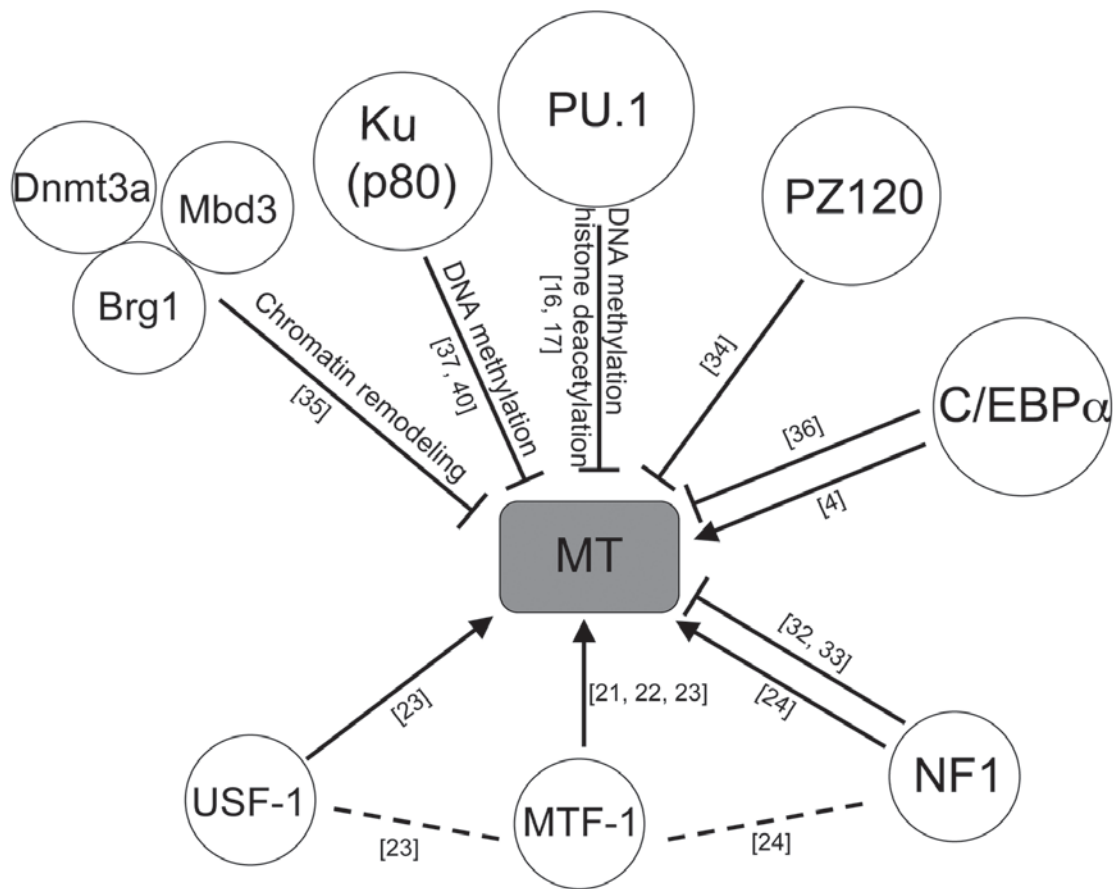 Dnmt3a
Mbd3
Brg1
Ku
(p80)
PU.1
PZ120
C/EBPα
Chromatin remodeling
[35]
DNA methylation
[37, 40]
DNA methylation
histone deacetylation
[16, 17]
[34]
[36]
[4]
MT
[32, 33]
[24]
[21, 22, 23]
[23]
USF-1
MTF-1
NF1
[23]
[24]